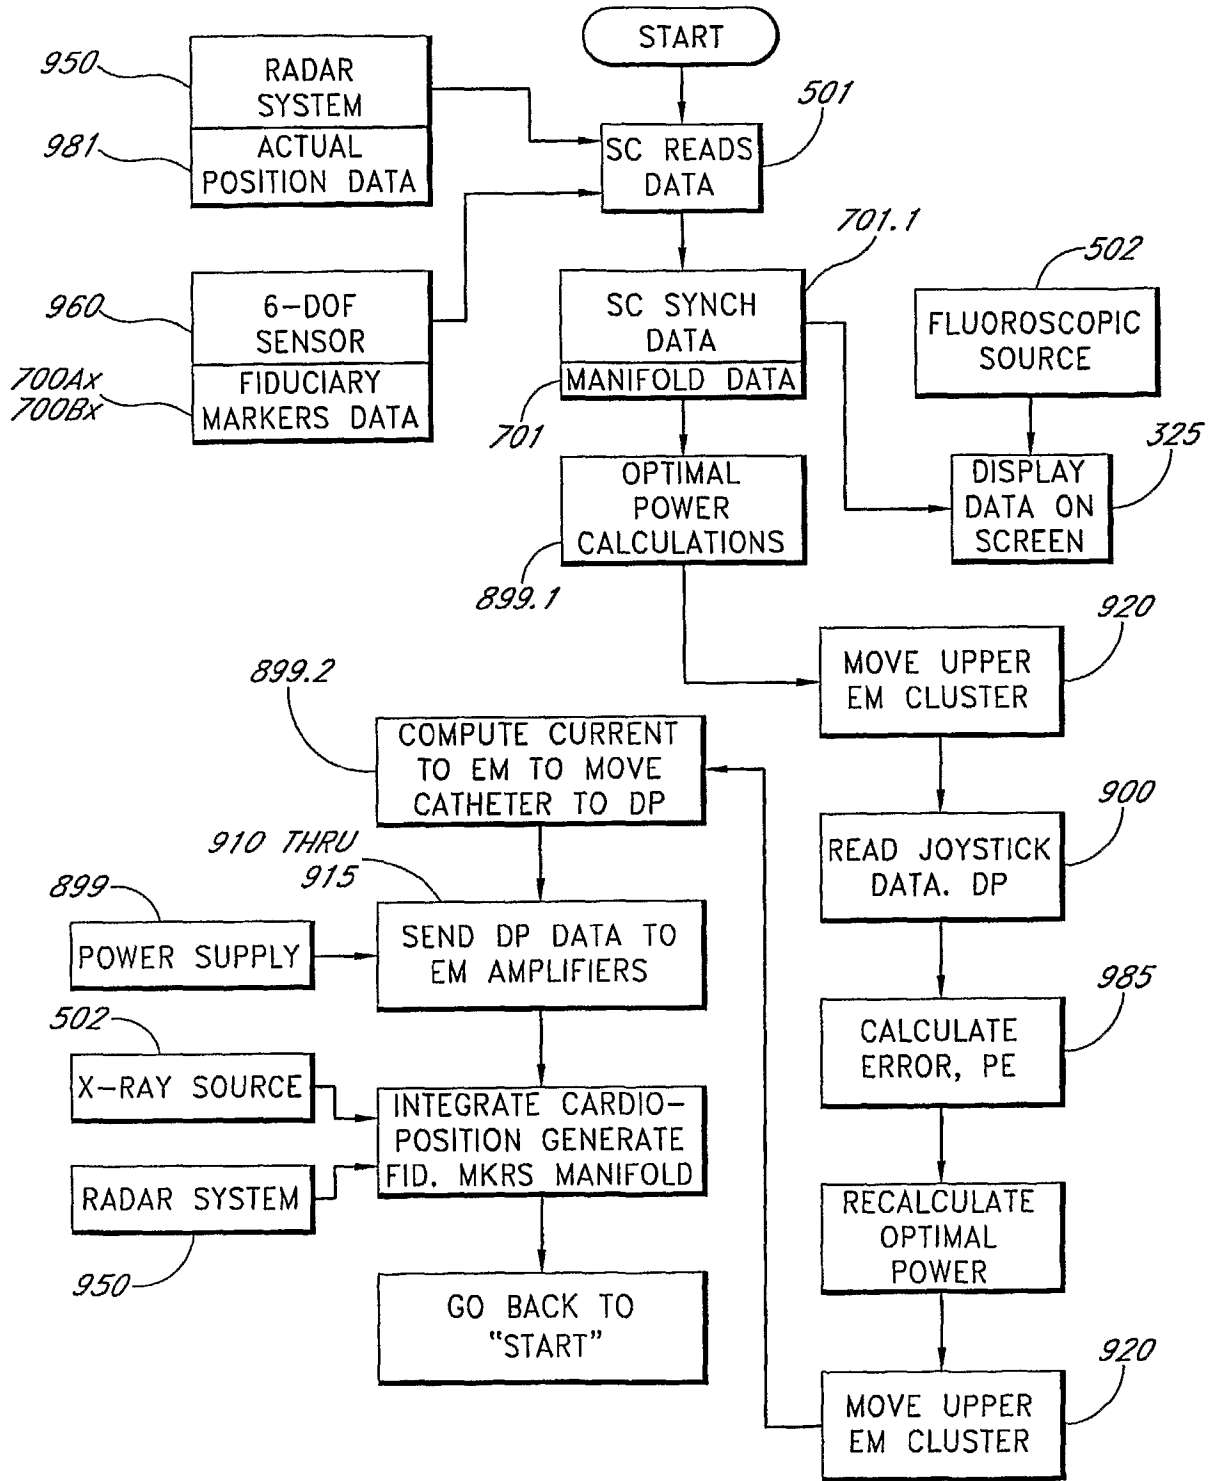 START
950
RADAR
SYSTEM
981
ACTUAL
POSITION DATA
501
SC READS
DATA
701.1
960
6-DOF
SENSOR
700Ax
700Bx
FIDUCIARY
MARKERS DATA
SC SYNCH
DATA
MANIFOLD DATA
701
502
FLUOROSCOPIC
SOURCE
325
DISPLAY
DATA ON
SCREEN
OPTIMAL
POWER
CALCULATIONS
899.1
920
MOVE UPPER
EM CLUSTER
900
READ JOYSTICK
DATA. DP
985
CALCULATE
ERROR, PE
RECALCULATE
OPTIMAL
POWER
920
MOVE UPPER
EM CLUSTER
899.2
COMPUTE CURRENT
TO EM TO MOVE
CATHETER TO DP
910 THRU
915
899
POWER SUPPLY
SEND DP DATA TO
EM AMPLIFIERS
502
X-RAY SOURCE
INTEGRATE CARDIO-
POSITION GENERATE
FID. MKRS MANIFOLD
RADAR SYSTEM
950
GO BACK TO
"START"